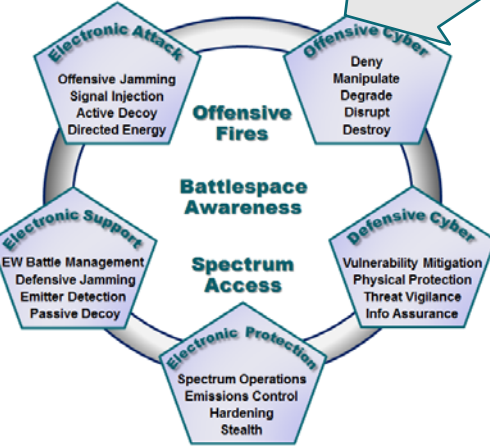 Electronic Attack
Offensive Jamming
Signal Injection
Active Decoy
Directed Energy
Offensive Cyber
Deny
Manipulate
Degrade
Disrupt
Destroy
Offensive
Fires
Battlespace
Awareness
Spectrum
Access
Electronic Support
EW Battle Management
Defensive Jamming
Emitter Detection
Passive Decoy
Defensive Cyber
Vulnerability Mitigation
Physical Protection
Threat Vigilance
Info Assurance
Electronic Protection
Spectrum Operations
Emissions Control
Hardening
Stealth